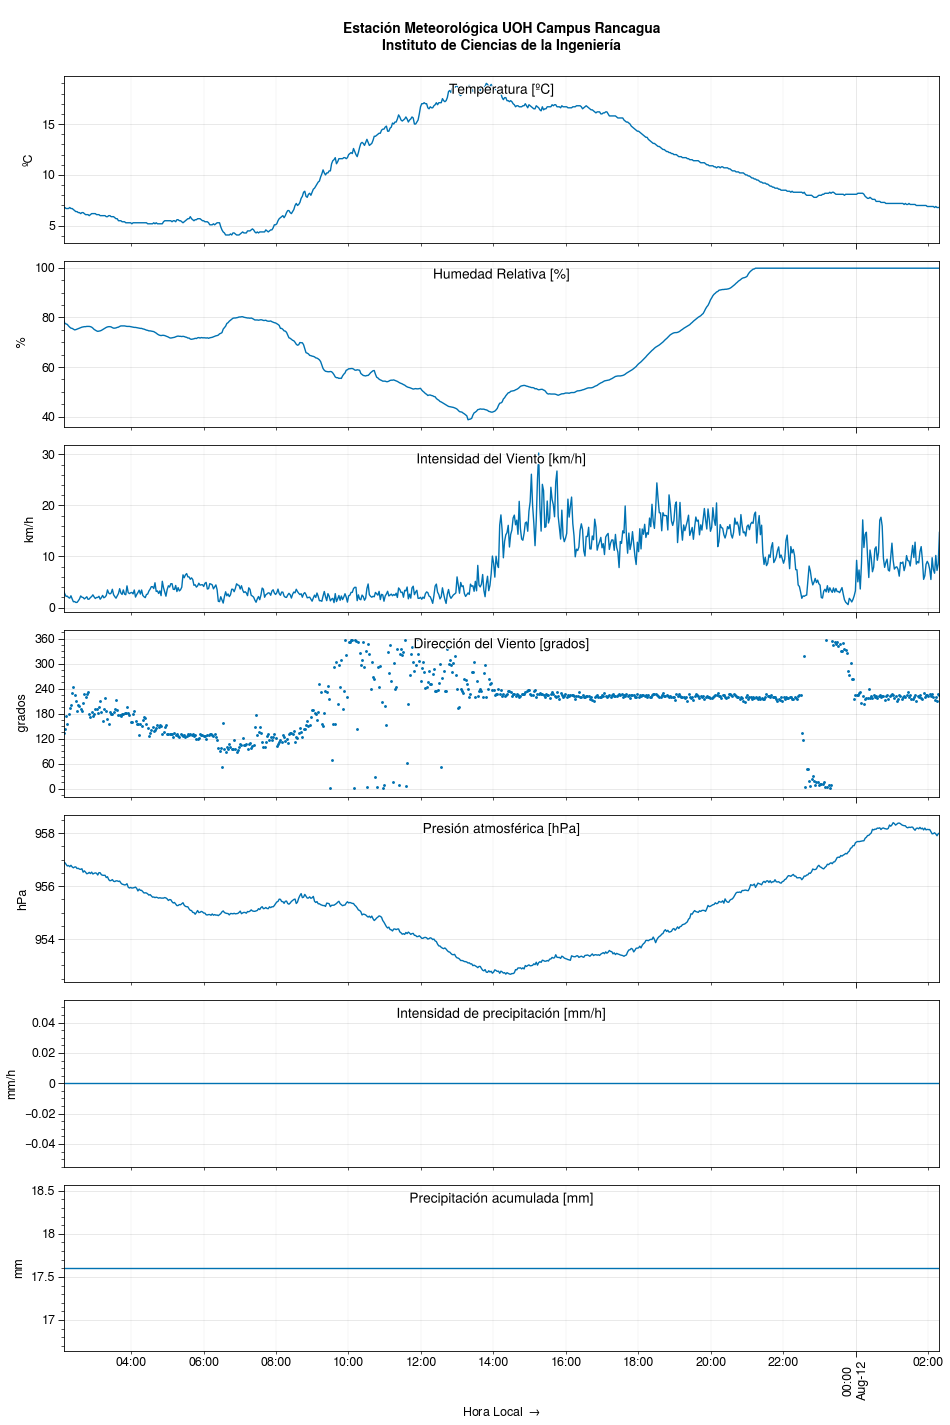 Estación Meteorológica UOH Campus Rancagua
Instituto de Ciencias de la Ingeniería
Temperatura [ºC]
15
10
5
ºC
Humedad Relativa [%]
100
80
60
40
%
Intensidad del Viento [km/h]
30
20
10
0
km/h
Dirección del Viento [grados]
360
300
240
180
120
60
0
grados
Presión atmosférica [hPa]
958
956
954
hPa
Intensidad de precipitación [mm/h]
0.04
0.02
0
−0.02
−0.04
mm/h
Precipitación acumulada [mm]
18.5
18
17.5
17
mm
04:00 06:00 08:00 10:00 12:00 14:00 16:00 18:00 20:00 22:00 00:00 02:00
Aug-12
Hora Local →